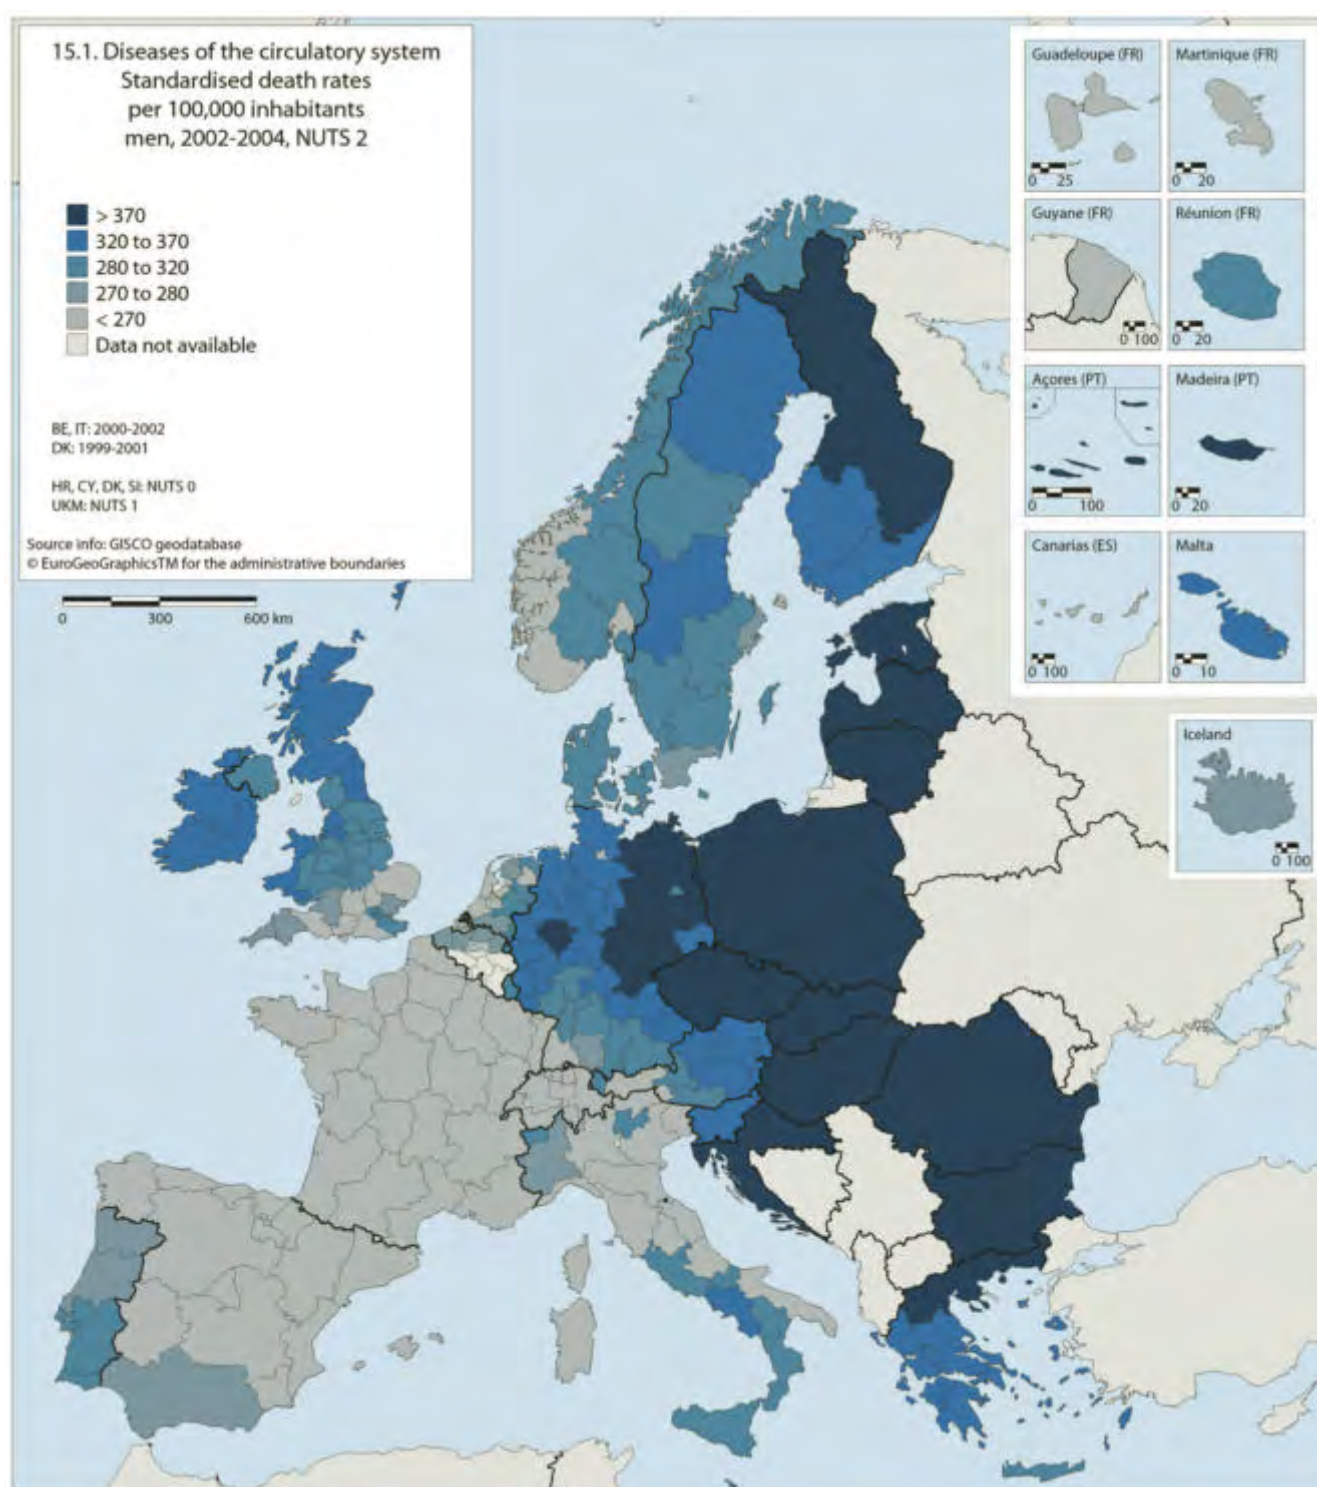 15.1. Diseases of the circulatory system
Standardised death rates
per 100,000 inhabitants
men, 2002-2004, NUTS 2
> 370
320 to 370
280 to 320
270 to 280
< 270
Data not available
BE, IT: 2000-2002
DK: 1999-2001
HR, CY, DK, SI: NUTS 0
UKM: NUTS 1
Source info: GISCO geodatabase
© EuroGeoGraphicsTM for the administrative boundaries
0 300 600 km
Guadeloupe (FR)
0 25
Martinique (FR)
0 20
Guyane (FR)
0 100
Réunion (FR)
0 20
Açores (PT)
0 100
Madeira (PT)
0 20
Canarias (ES)
0 100
Malta
0 10
Iceland
0 100